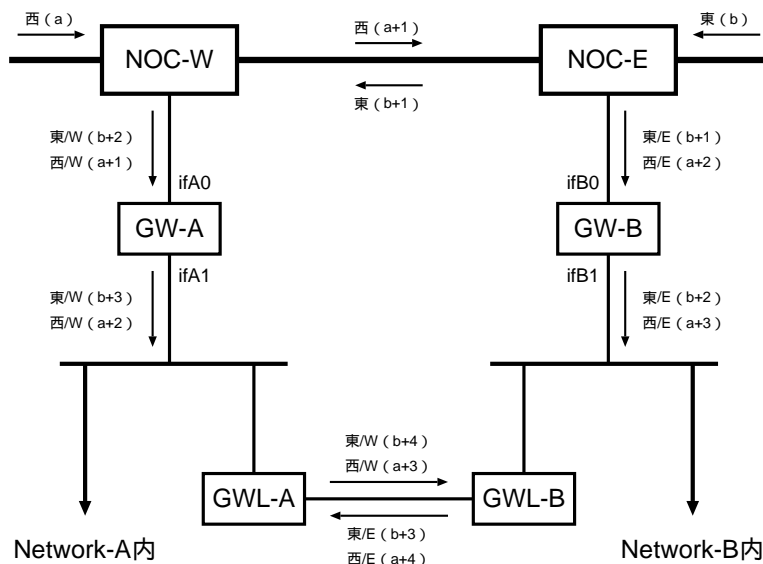 西（a）
西（a+1）
東（b）
NOC-W
NOC-E
東（b+1）
東/W（b+2）
西/W（a+1）
東/E（b+1）
西/E（a+2）
ifA0
ifB0
GW-A
GW-B
ifA1
ifB1
東/W（b+3）
西/W（a+2）
東/E（b+2）
西/E（a+3）
東/W（b+4）
西/W（a+3）
GWL-A
GWL-B
東/E（b+3）
西/E（a+4）
Network-A内
Network-B内